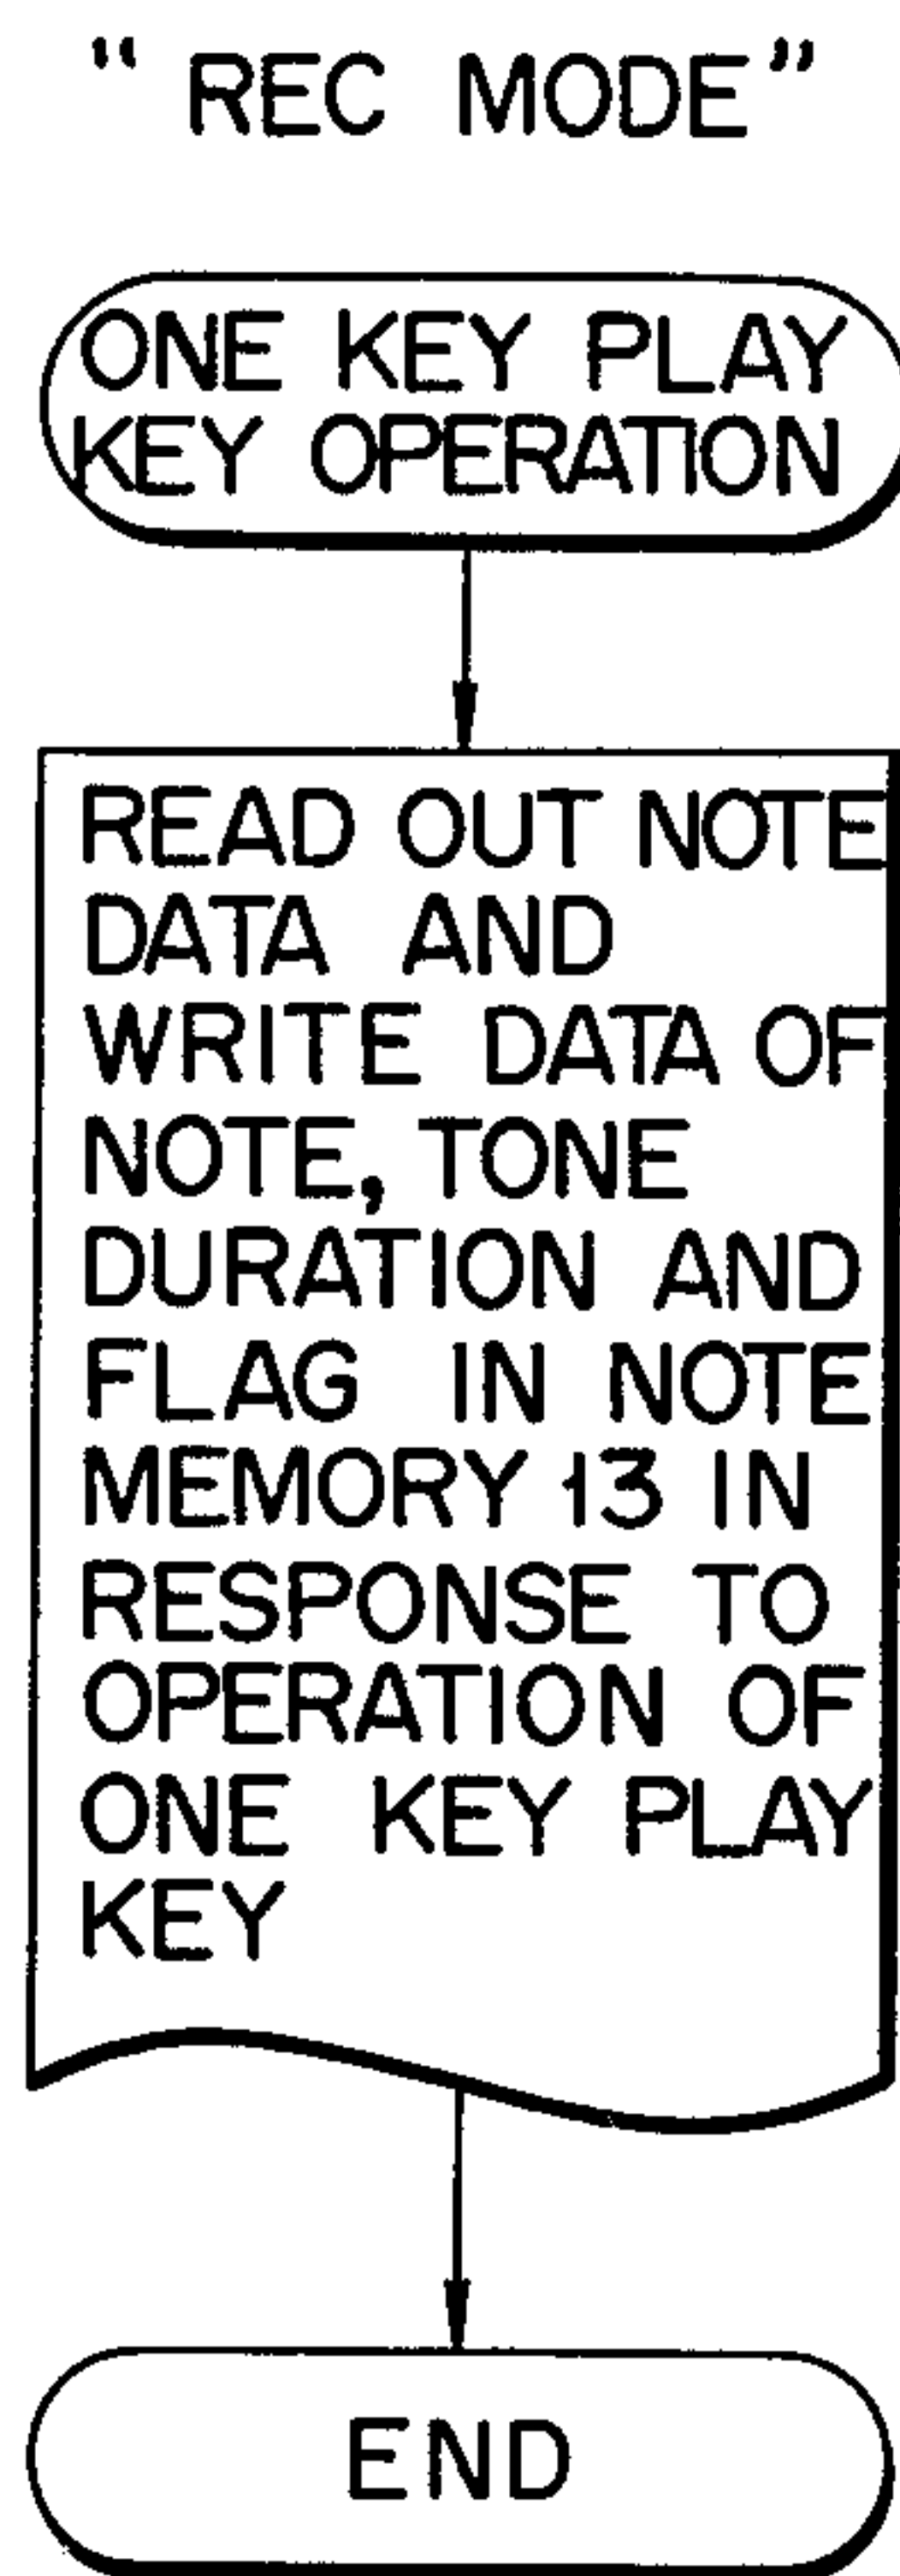 " REC MODE"
ONE KEY PLAY
KEY OPERATION
READ OUT NOTE
DATA AND
WRITE DATA OF
NOTE, TONE
DURATION AND
FLAG IN NOTE
MEMORY 13 IN
RESPONSE TO
OPERATION OF
ONE KEY PLAY
KEY
END